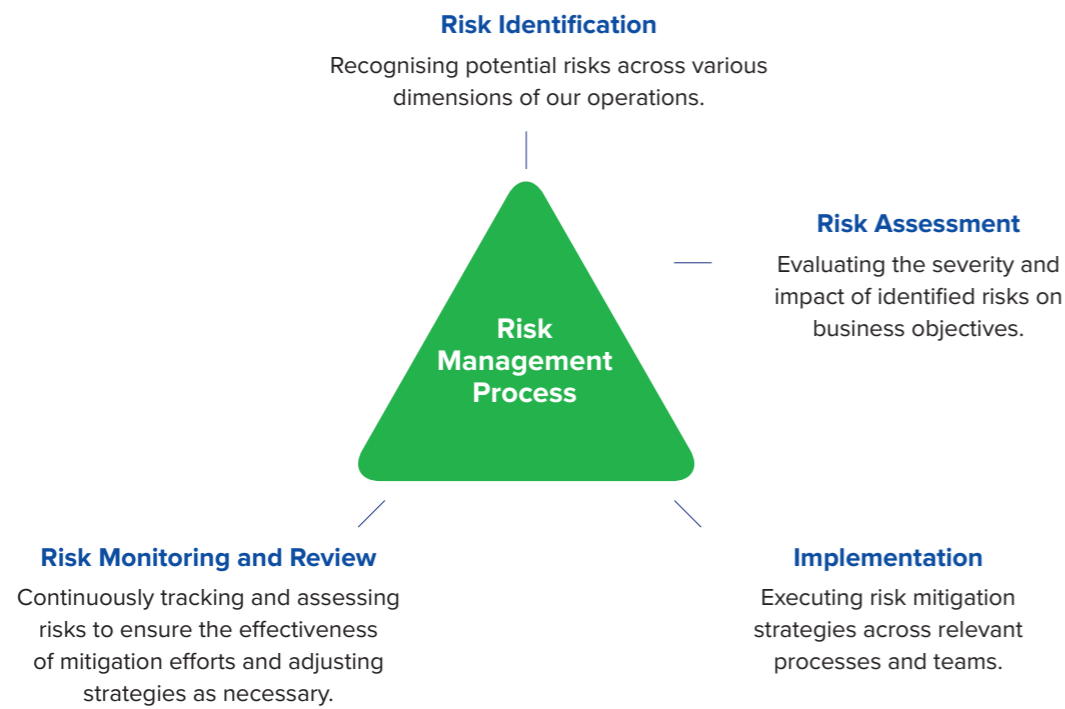 Risk Identification
Recognising potential risks across various
dimensions of our operations.
Risk Assessment
Evaluating the severity and
impact of identified risks on
business objectives.
Risk
Management
Process
Risk Monitoring and Review
Continuously tracking and assessing
risks to ensure the effectiveness
of mitigation efforts and adjusting
strategies as necessary.
Implementation
Executing risk mitigation
strategies across relevant
processes and teams.